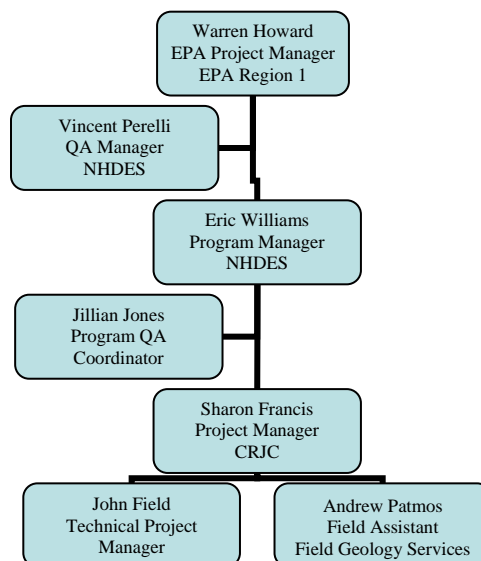 Warren Howard
EPA Project Manager
EPA Region 1
Vincent Perelli
QA Manager
NHDES
Eric Williams
Program Manager
NHDES
Jillian Jones
Program QA
Coordinator
Sharon Francis
Project Manager
CRJC
John Field
Technical Project
Manager
Andrew Patmos
Field Assistant
Field Geology Services